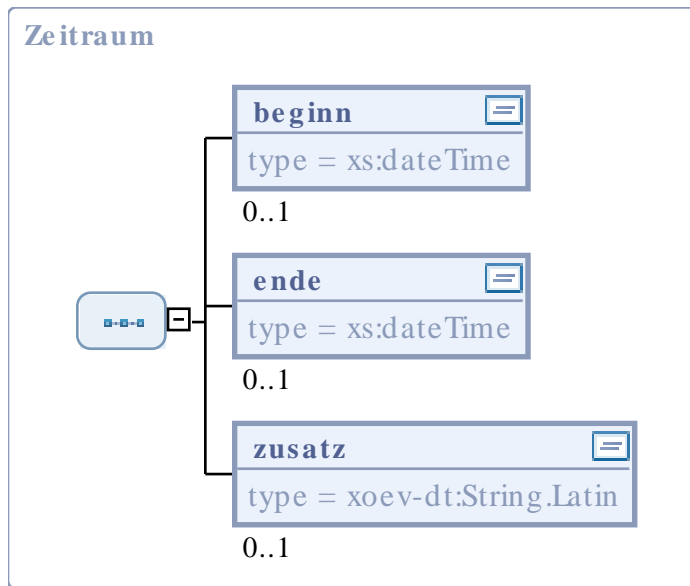 Zeitraum
beginn
type = xs:dateTime
0..1
ende
type = xs:dateTime
0..1
zusatz
type = xoev-dt:String.Latin
0..1